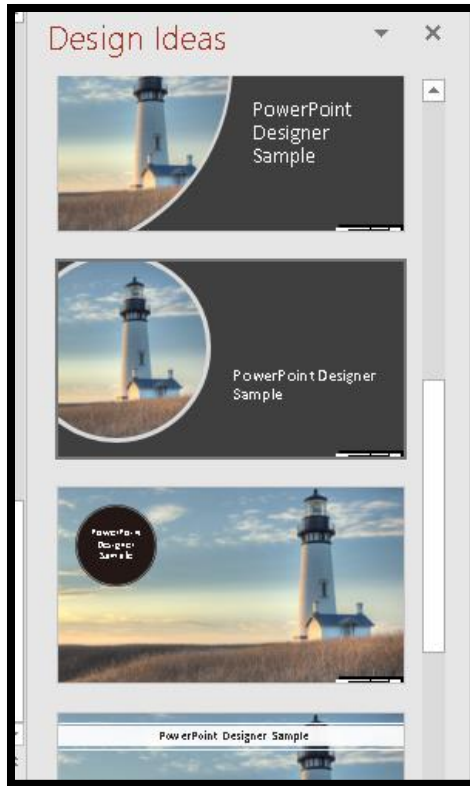 Design Ideas
PowerPoint
Designer
Sample
PowerPoint Designer
Sample
PowerPoint
Designer
Sample
PowerPoint Designer Sample